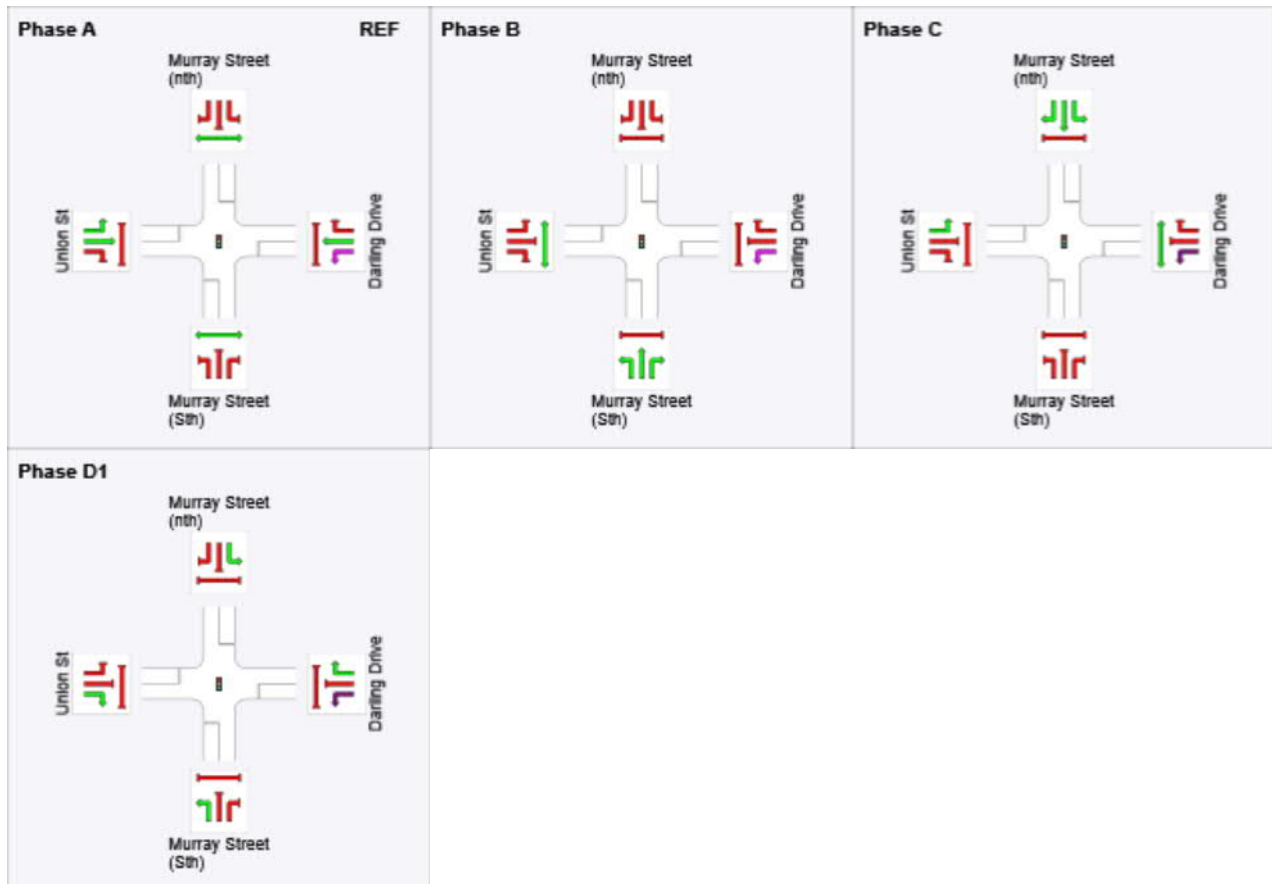 Phase A
REF
Murray Street
(nth)
Union St
Darling Drive
Murray Street
(Sth)
Phase B
Murray Street
(nth)
Union St
Darling Drive
Murray Street
(Sth)
Phase C
Murray Street
(nth)
Union St
Darling Drive
Murray Street
(Sth)
Phase D1
Murray Street
(nth)
Union St
Darling Drive
Murray Street
(Sth)